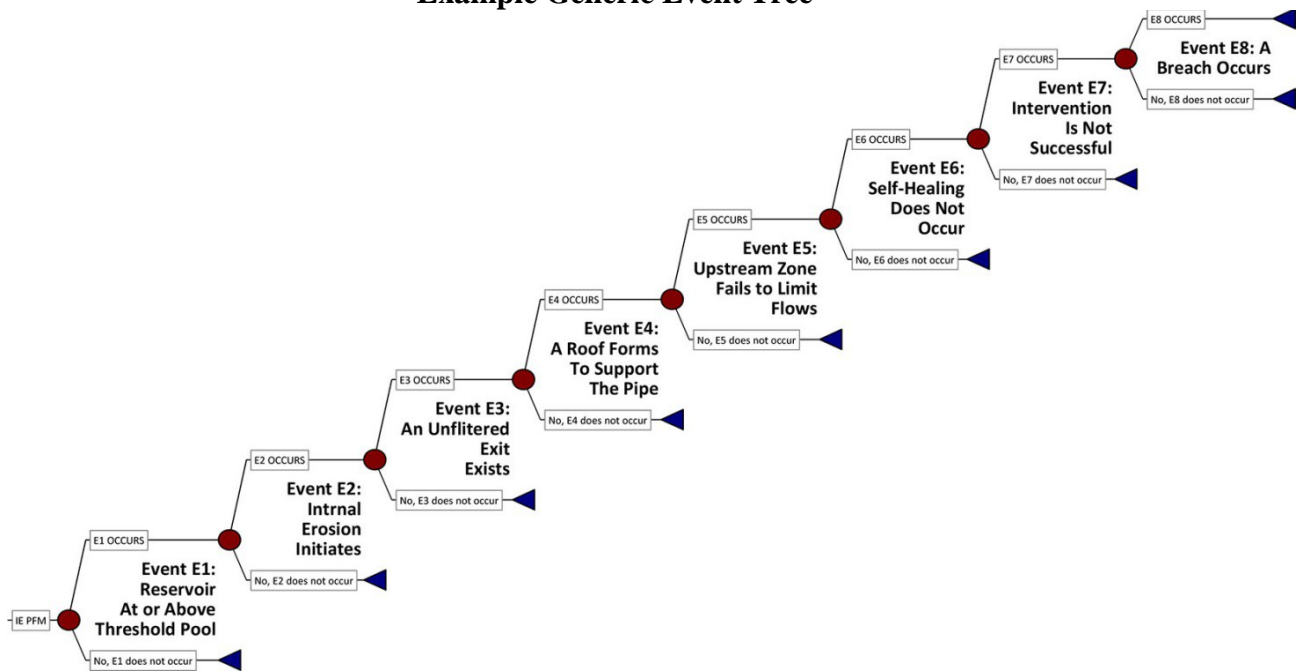 Example Generic Event Tree
E8 OCCURS
Event E8: A
Breach Occurs
No, E8 does not occur
E7 OCCURS
Event E7:
Intervention
Is Not
Successful
No, E7 does not occur
E6 OCCURS
Event E6:
Self-Healing
Does Not
Occur
No, E6 does not occur
E5 OCCURS
Event E5:
Upstream Zone
Fails to Limit
Flows
No, E5 does not occur
E4 OCCURS
Event E4:
A Roof Forms
To Support
The Pipe
No, E4 does not occur
E3 OCCURS
Event E3:
An Unflitered
Exit
Exists
No, E3 does not occur
E2 OCCURS
Event E2:
Intrnal
Erosion
Initiates
No, E2 does not occur
E1 OCCURS
Event E1:
Reservoir
At or Above
Threshold Pool
IE PFM
No, E1 does not occur